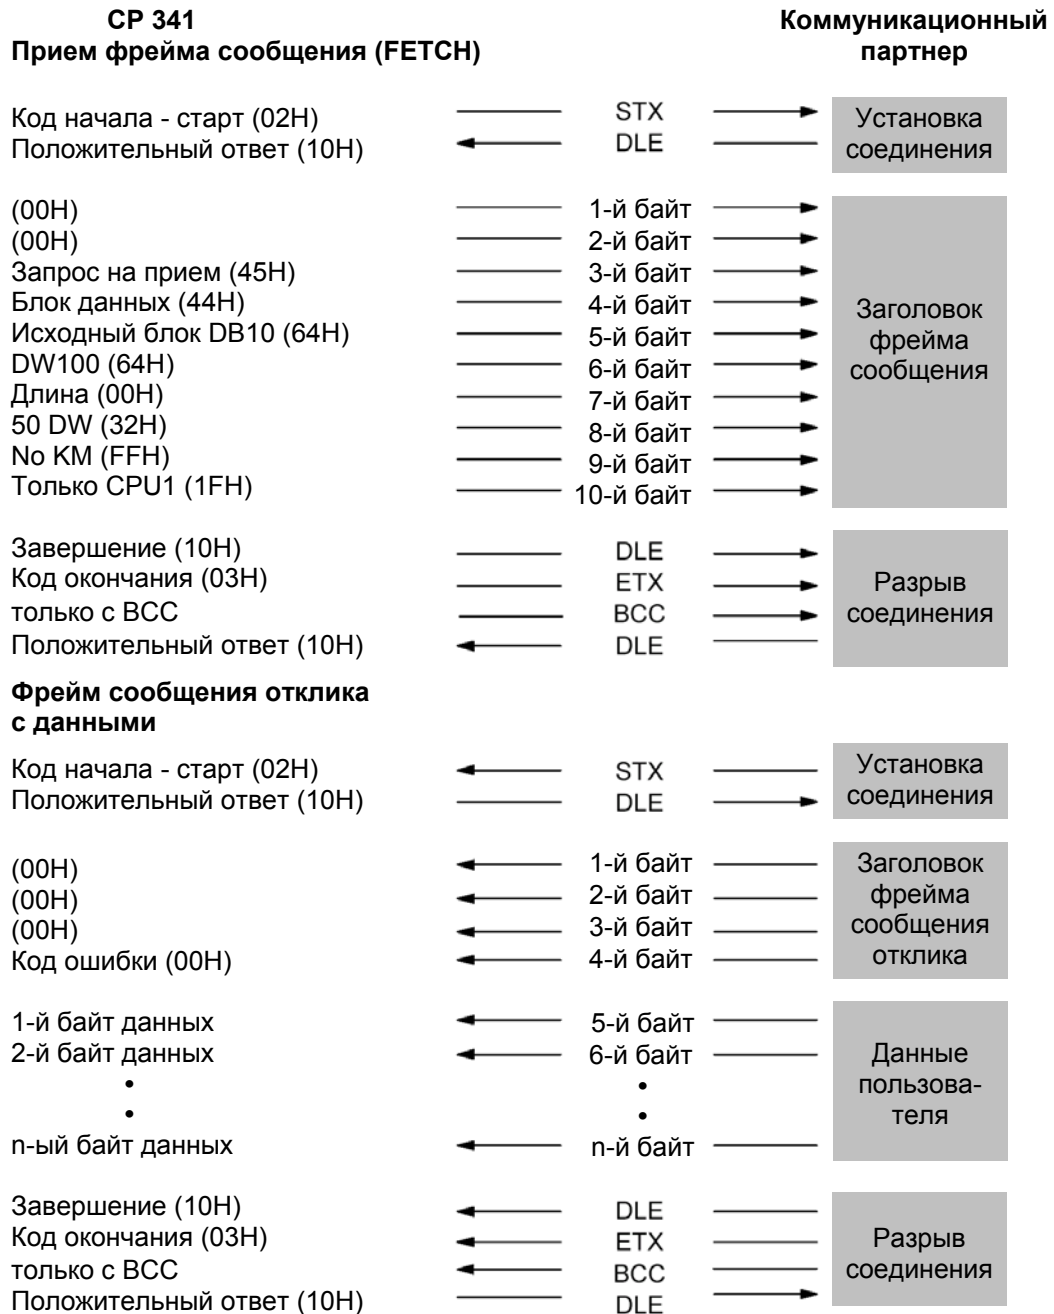 CP 341 Коммуникационный
Прием фрейма сообщения (FETCH) партнер
Код начала - старт (02H) STX Установка
Положительный ответ (10H) DLE соединения
(00H) 1-й байт
(00H) 2-й байт
Запрос на прием (45H) 3-й байт
Блок данных (44H) 4-й байт Заголовок
Исходный блок DB10 (64H) 5-й байт фрейма
DW100 (64H) 6-й байт сообщения
Длина (00H) 7-й байт
50 DW (32H) 8-й байт
No KM (FFH) 9-й байт
Только CPU1 (1FH) 10-й байт
Завершение (10H) DLE
Код окончания (03H) ETX Разрыв
только с BCC BCC соединения
Положительный ответ (10H) DLE
Фрейм сообщения отклика
с данными
Код начала - старт (02H) STX Установка
Положительный ответ (10H) DLE соединения
(00H) 1-й байт Заголовок
(00H) 2-й байт фрейма
(00H) 3-й байт сообщения
Код ошибки (00H) 4-й байт отклика
1-й байт данных 5-й байт
2-й байт данных 6-й байт Данные
• • пользова-
• • теля
n-ый байт данных n-й байт
Завершение (10H) DLE
Код окончания (03H) ETX Разрыв
только с BCC BCC соединения
Положительный ответ (10H) DLE